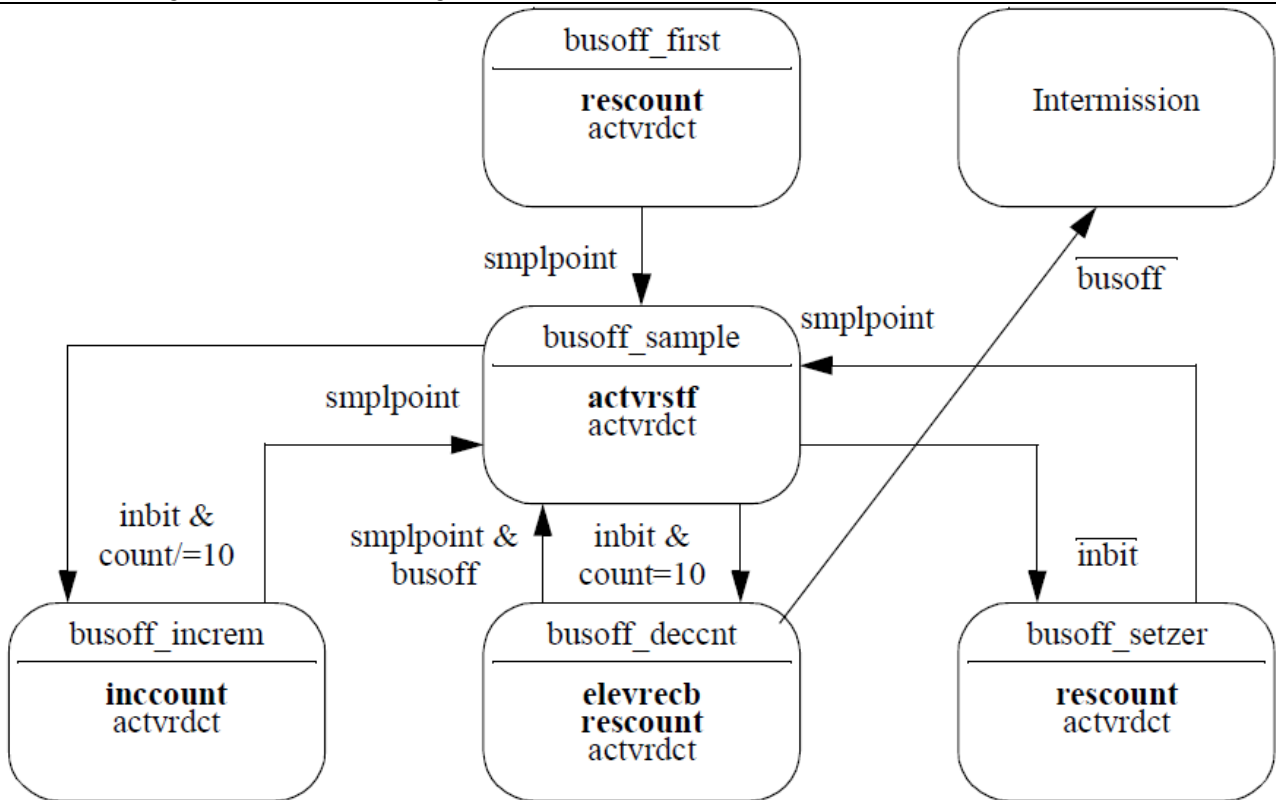 busoff_first
rescount
actvrdct
Intermission
smplpoint
busoff
busoff_sample
actvrstf
actvrdct
smplpoint
smplpoint
inbit &
count/=10
smplpoint &
busoff
inbit &
count=10
inbit
busoff_increm
inccount
actvrdct
busoff_deccnt
elevrecb
rescount
actvrdct
busoff_setzer
rescount
actvrdct